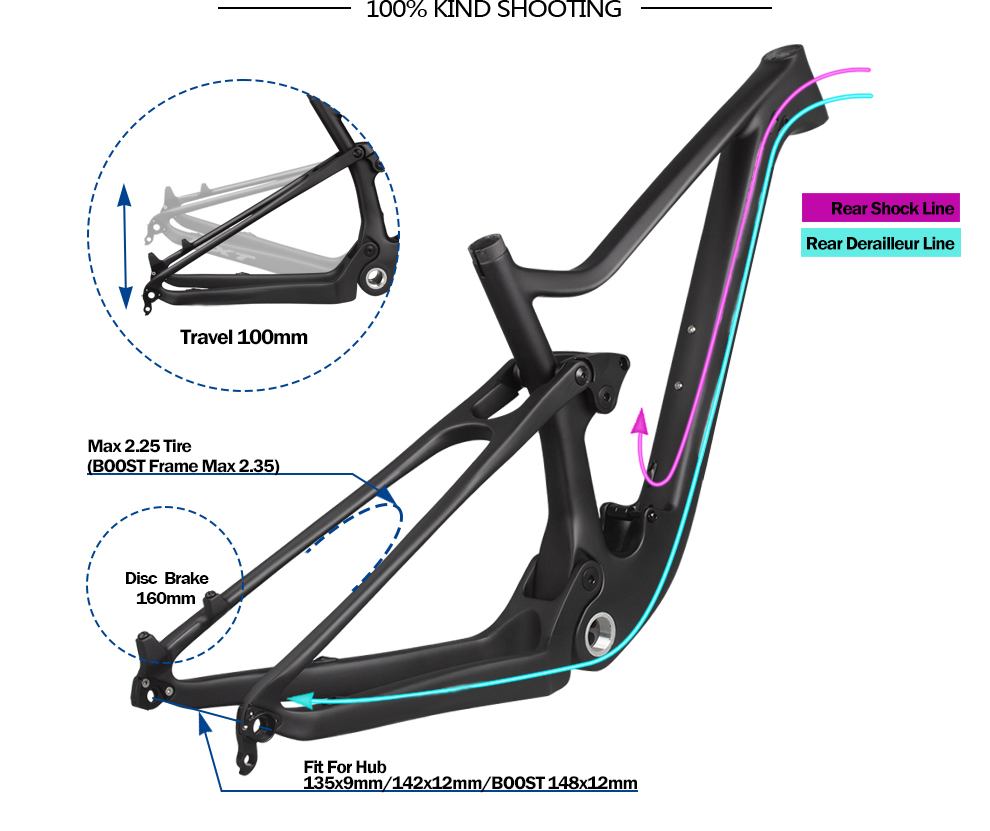 100% KIND SHOOTING
Rear Shock Line
Rear Derailleur Line
Travel 100mm
Max 2.25 Tire
(BOOST Frame Max 2.35)
Disc Brake
160mm
Fit For Hub
135x9mm/142x12mm/BOOST 148x12mm